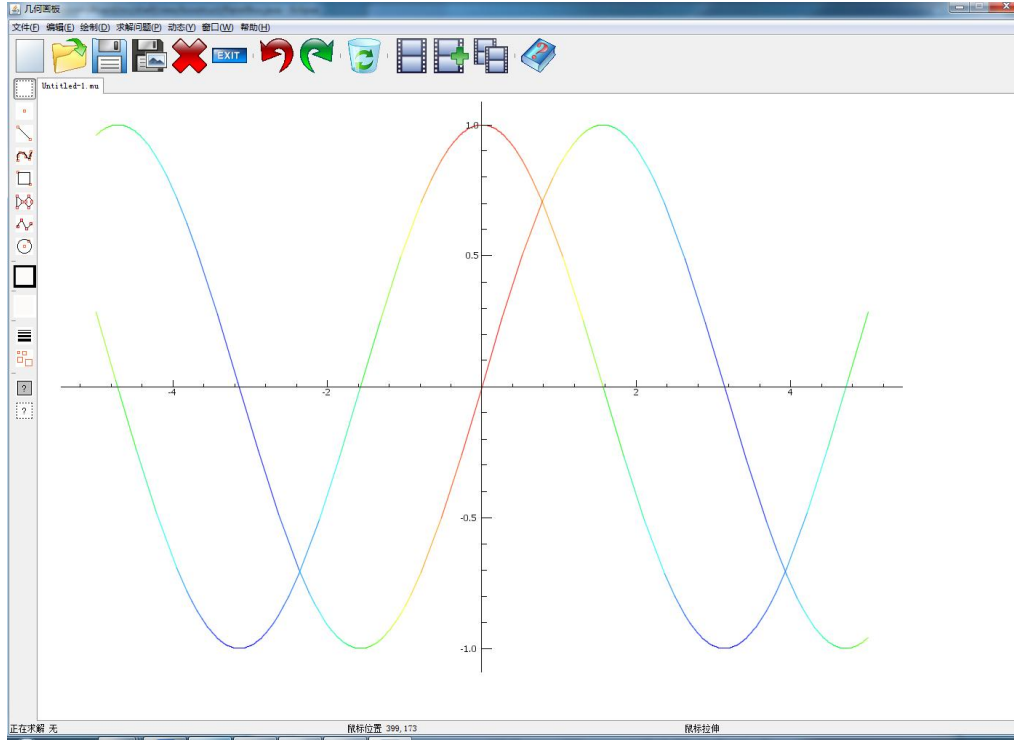 几何画板
文件(F) 编辑(E) 绘制(D) 求解问题(P) 动态(Y) 窗口(W) 帮助(H)
EXIT
?
Untitled-1.mu
1.0
0.5
-4 -2 2 4
-0.5
-1.0
?
?
正在求解 无 鼠标位置 399,173 鼠标拉伸